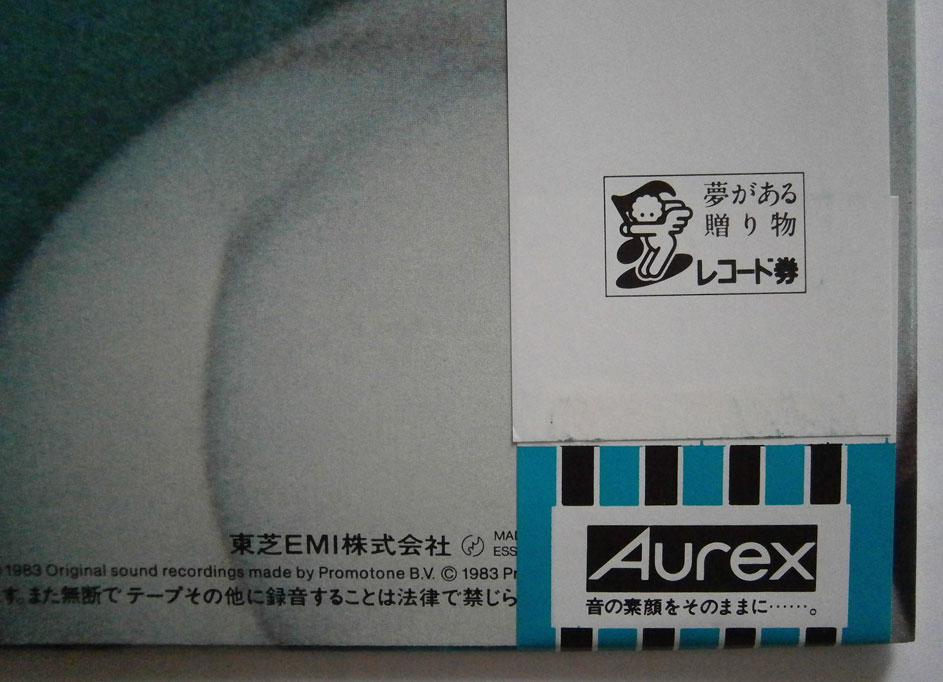 夢がある
贈り物
レコード券
東芝EMI株式会社
1983 Original sound recordings made by Promotone B.V. © 1983
す。また無断でテープその他に録音することは法律で禁じら
Aurex
音の素顔をそのままに……。